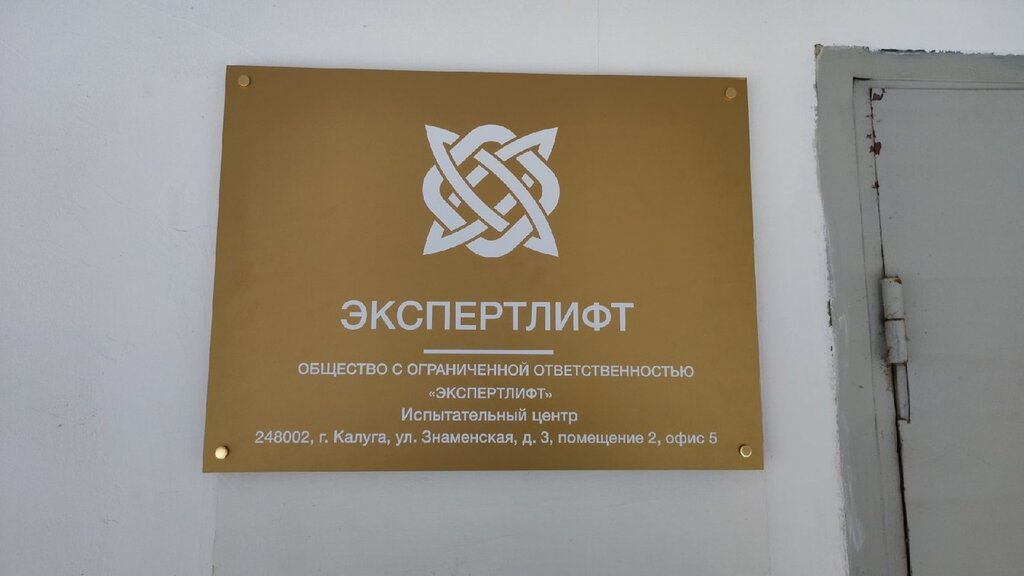 ЭКСПЕРТЛИФТ
ОБЩЕСТВО С ОГРАНИЧЕННОЙ ОТВЕТСТВЕННОСТЬЮ
«ЭКСПЕРТЛИФТ»
Испытательный центр
248002, г. Калуга, ул. Знаменская, д. 3, помещение 2, офис 5